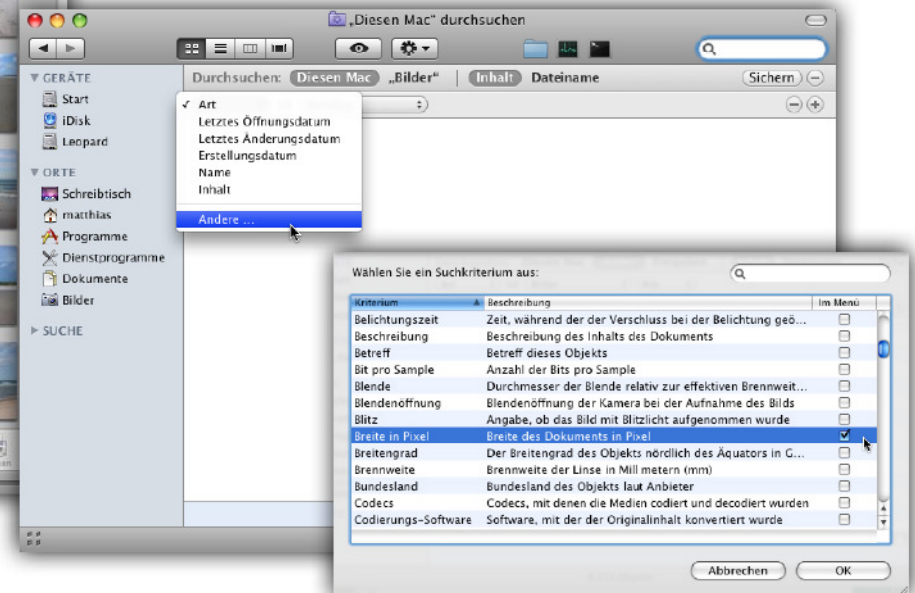 „Diesen Mac" durchsuchen
GERÄTE
Start
iDisk
Leopard
ORTE
Schreibtisch
matthias
Programme
Dienstprogramme
Dokumente
Bilder
SUCHE
Durchsuchen: Diesen Mac „Bilder" Inhalt Dateiname Sichern
✓ Art
Letztes Öffnungsdatum
Letztes Änderungsdatum
Erstellungsdatum
Name
Inhalt
Andere ...
Wählen Sie ein Suchkriterium aus:
Kriterium Beschreibung Im Menü
Belichtungszeit Zeit, während der der Verschluss bei der Belichtung geö...
Beschreibung Beschreibung des Inhalts des Dokuments
Betreff Betreff dieses Objekts
Bit pro Sample Anzahl der Bits pro Sample
Blende Durchmesser der Blende relativ zur effektiven Brennweit...
Blendenöffnung Blendenöffnung der Kamera bei der Aufnahme des Bilds
Blitz Angabe, ob das Bild mit Blitzlicht aufgenommen wurde
Breite in Pixel Breite des Dokuments in Pixel
Breitengrad Der Breitengrad des Objekts nördlich des Äquators in G...
Brennweite Brennweite der Linse in Millimetern (mm)
Bundesland Bundesland des Objekts laut Anbieter
Codecs Codecs, mit denen die Medien codiert und decodiert wurden
Codierungs-Software Software, mit der der Originalinhalt konvertiert wurde
Abbrechen OK